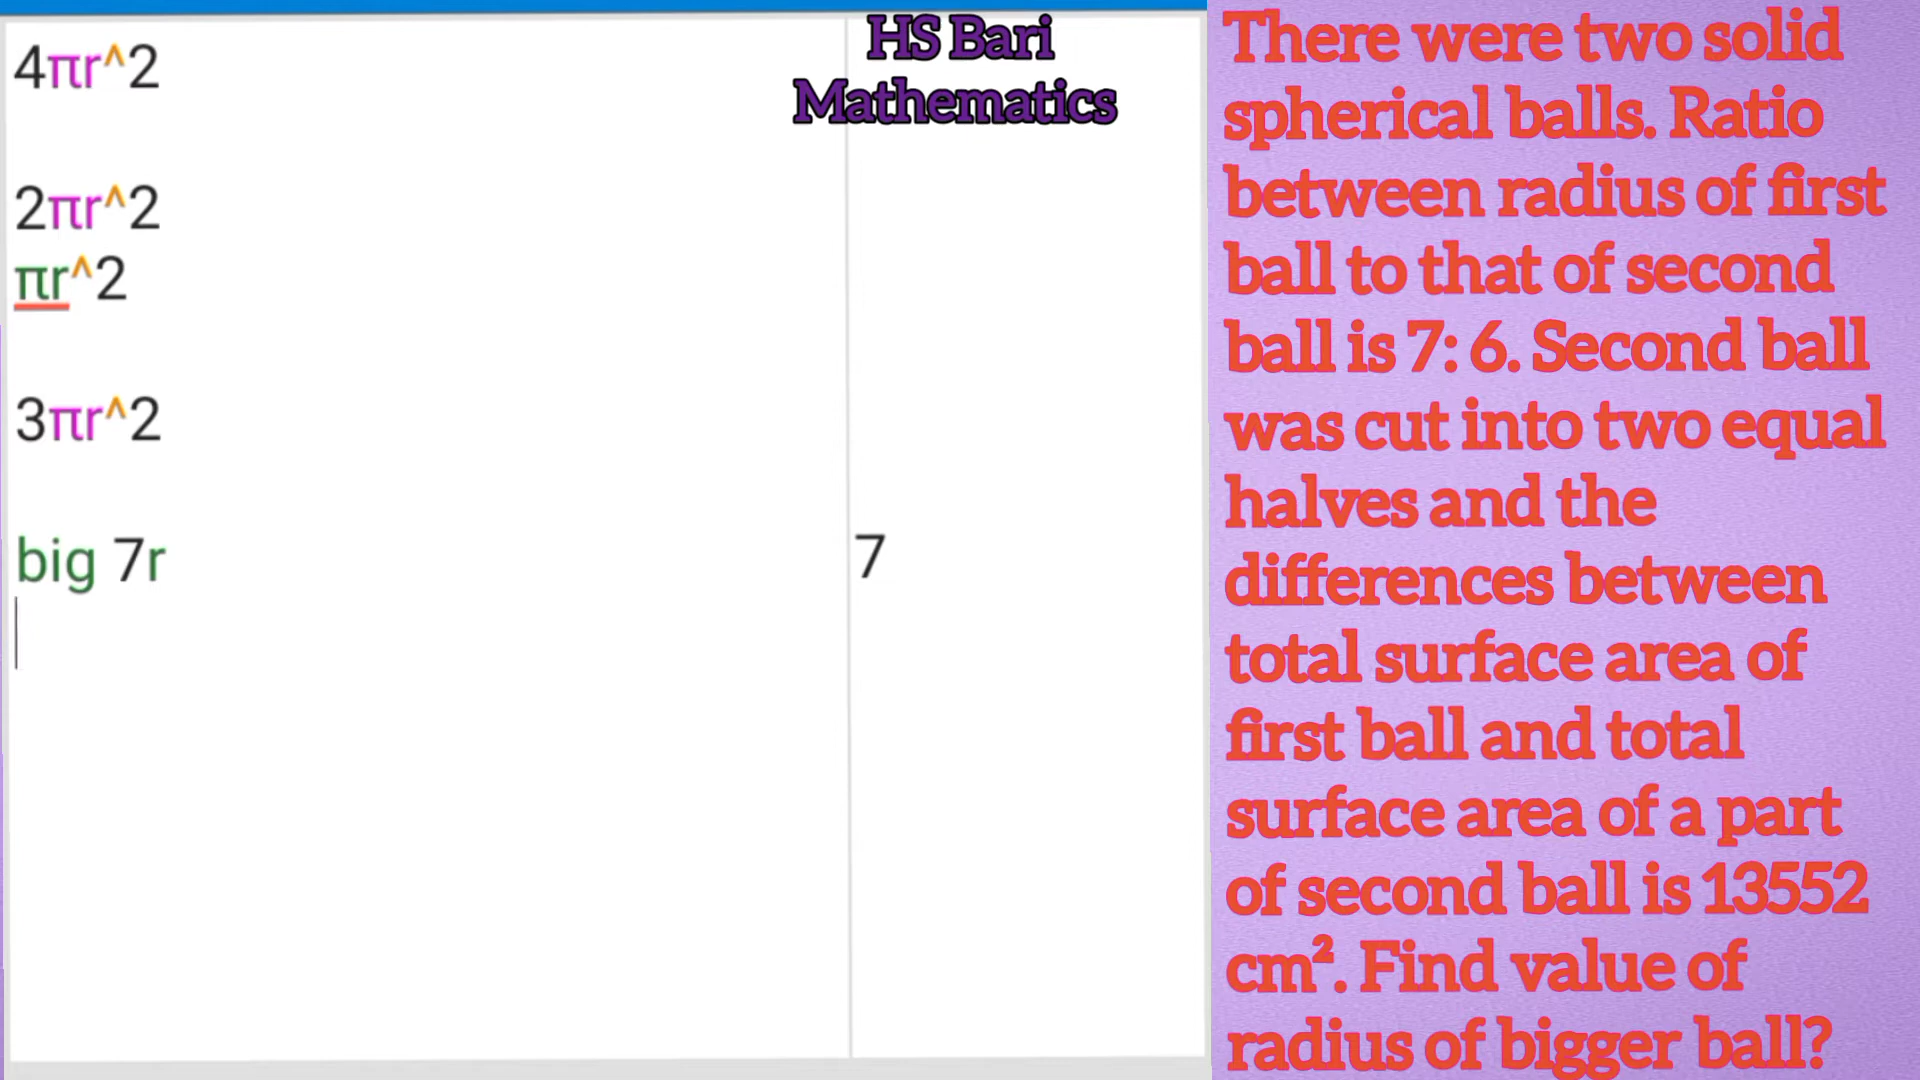 4πr^2
2πr^2
πr^2
3πr^2
big 7r
7
HS Bari
Mathematics
There were two solid
spherical balls. Ratio
between radius of first
ball to that of second
ball is 7: 6. Second ball
was cut into two equal
halves and the
differences between
total surface area of
first ball and total
surface area of a part
of second ball is 13552
cm². Find value of
radius of bigger ball?